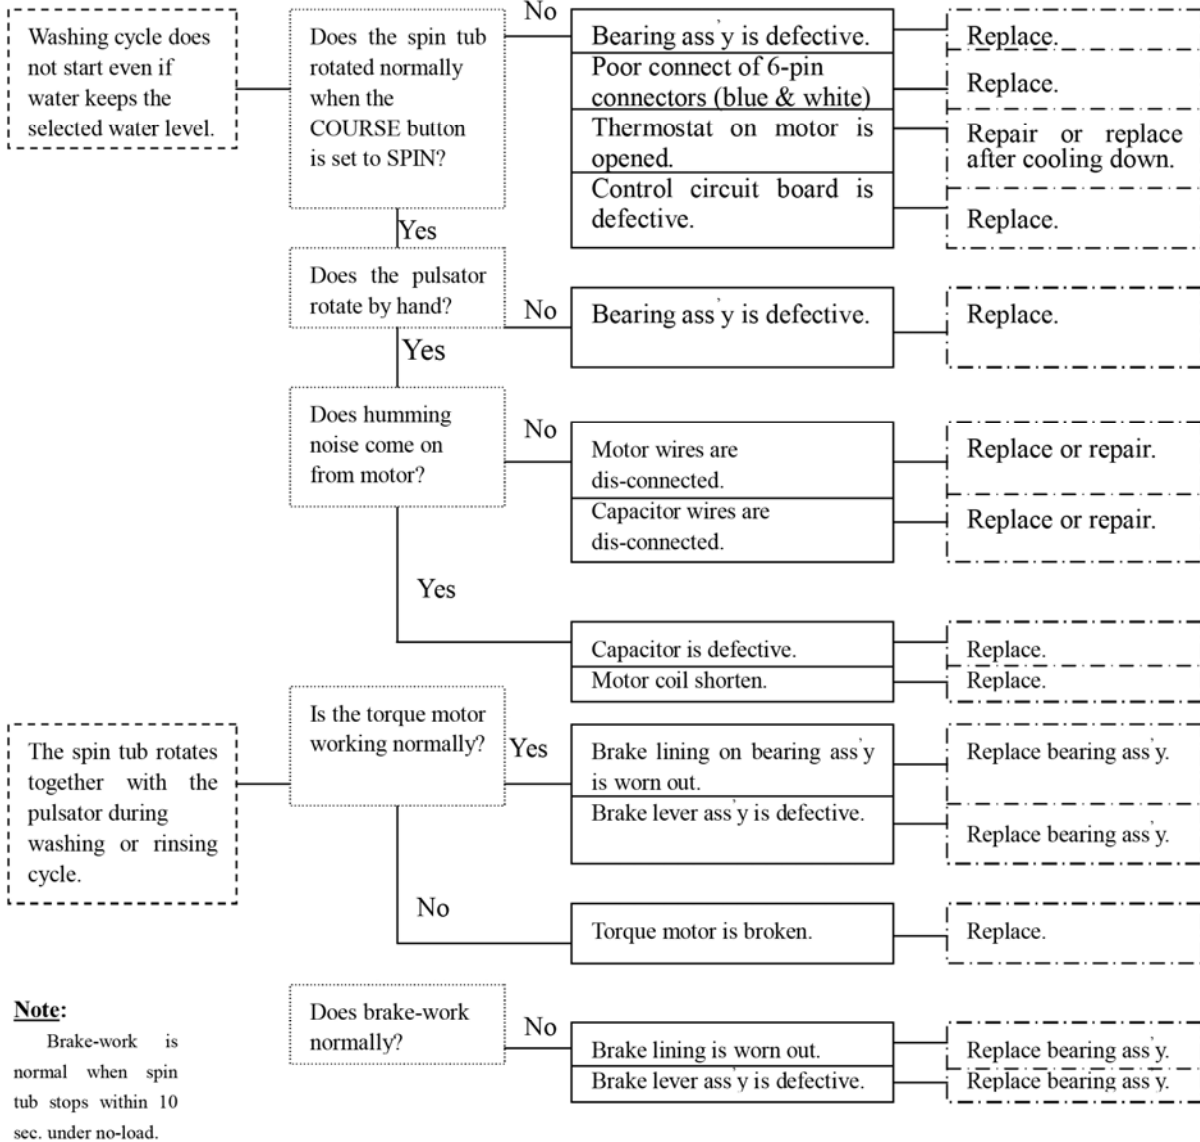 Washing cycle does
not start even if
water keeps the
selected water level.
Does the spin tub
rotated normally
when the
COURSE button
is set to SPIN?
No
Bearing ass'y is defective.
Replace.
Poor connect of 6-pin
connectors (blue & white)
Replace.
Thermostat on motor is
opened.
Repair or replace
after cooling down.
Control circuit board is
defective.
Replace.
Yes
Does the pulsator
rotate by hand?
No
Bearing ass'y is defective.
Replace.
Yes
Does humming
noise come on
from motor?
No
Motor wires are
dis-connected.
Replace or repair.
Capacitor wires are
dis-connected.
Replace or repair.
Yes
Capacitor is defective.
Replace.
Motor coil shorten.
Replace.
The spin tub rotates
together with the
pulsator during
washing or rinsing
cycle.
Is the torque motor
working normally?
Yes
Brake lining on bearing ass'y
is worn out.
Replace bearing ass'y.
Brake lever ass'y is defective.
Replace bearing ass'y.
No
Torque motor is broken.
Replace.
Note:
Brake-work is
normal when spin
tub stops within 10
sec. under no-load.
Does brake-work
normally?
No
Brake lining is worn out.
Replace bearing ass'y.
Brake lever ass'y is defective.
Replace bearing ass'y.